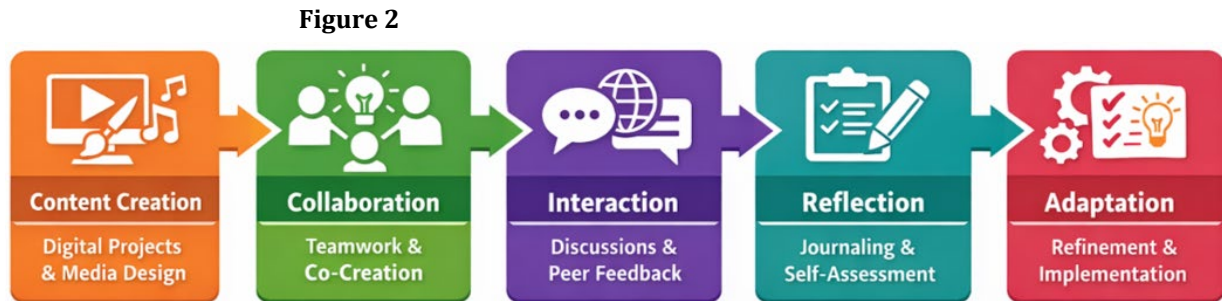 Figure 2
Content Creation
Digital Projects
& Media Design
Collaboration
Teamwork &
Co-Creation
Interaction
Discussions &
Peer Feedback
Reflection
Journaling &
Self-Assessment
Adaptation
Refinement &
Implementation